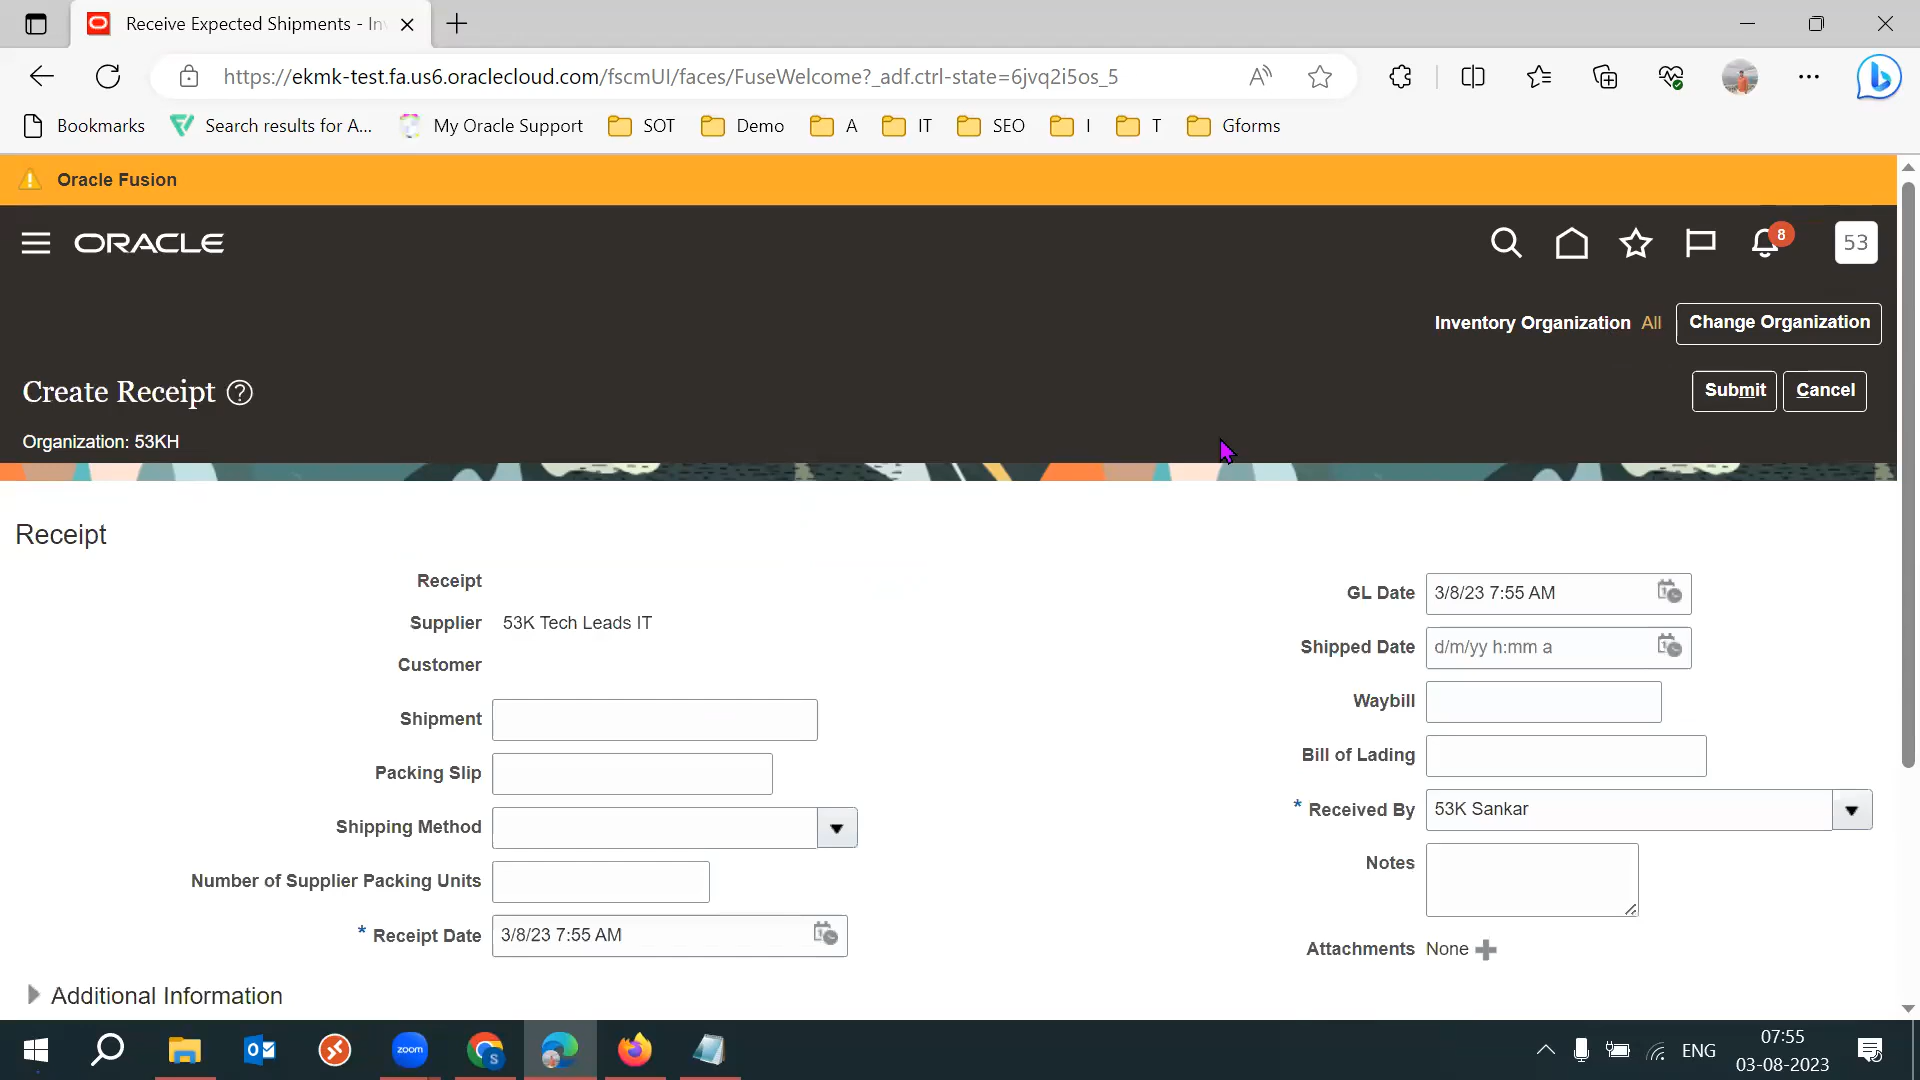 Receive Expected Shipments - In
https://ekmk-test.fa.us6.oraclecloud.com/fscmUI/faces/FuseWelcome?_adf.ctrl-state=6jvq2i5os_5
Bookmarks Search results for A... My Oracle Support SOT Demo A IT SEO I T Gforms
Oracle Fusion
ORACLE 8 53
Inventory Organization All Change Organization
Create Receipt ? Submit Cancel
Organization: 53KH
Receipt
Receipt
Supplier 53K Tech Leads IT
Customer
Shipment
Packing Slip
Shipping Method
Number of Supplier Packing Units
* Receipt Date 3/8/23 7:55 AM
GL Date 3/8/23 7:55 AM
Shipped Date d/m/yy h:mm a
Waybill
Bill of Lading
* Received By 53K Sankar
Notes
Attachments None
Additional Information
zoom ENG 07:55
03-08-2023